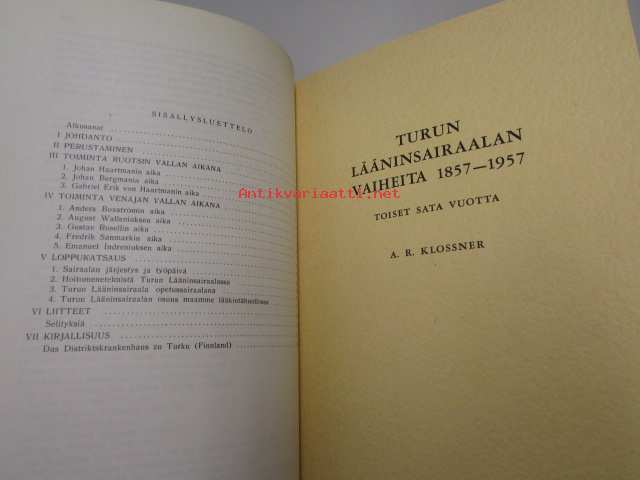 SISÄLLYSLUETTELO
Alkusanat
I JOHDANTO
II PERUSTAMINEN
III TOIMINTA RUOTSIN VALLAN AIKANA
1. Johan Haartmanin aika
2. Johan Bergmanin aika
3. Gabriel Erik von Haartmanin aika
IV TOIMINTA VENÄJÄN VALLAN AIKANA
1. Anders Boxströmin aika
2. August Walleniuksen aika
3. Gustav Rosellin aika
4. Fredrik Sanmarkin aika
5. Emanuel Indreniuksen aika
V LOPPUKATSAUS
1. Sairaalan järjestys ja työpäivä
2. Hoitomenetelmistä Turun Lääninsairaalassa
3. Turun Lääninsairaala opetussairaalana
4. Turun Lääninsairaalan osuus maamme
VI LIITTEET
Selityksiä
VII KIRJALLISUUS
Das Distriktskrankenhaus zu Turku (Finnland)
TURUN
LÄÄNINSAIRAALAN
VAIHEITA 1857—1957
TOISET SATA VUOTTA
A. R. KLOSSNER
Antikvariaatti.net